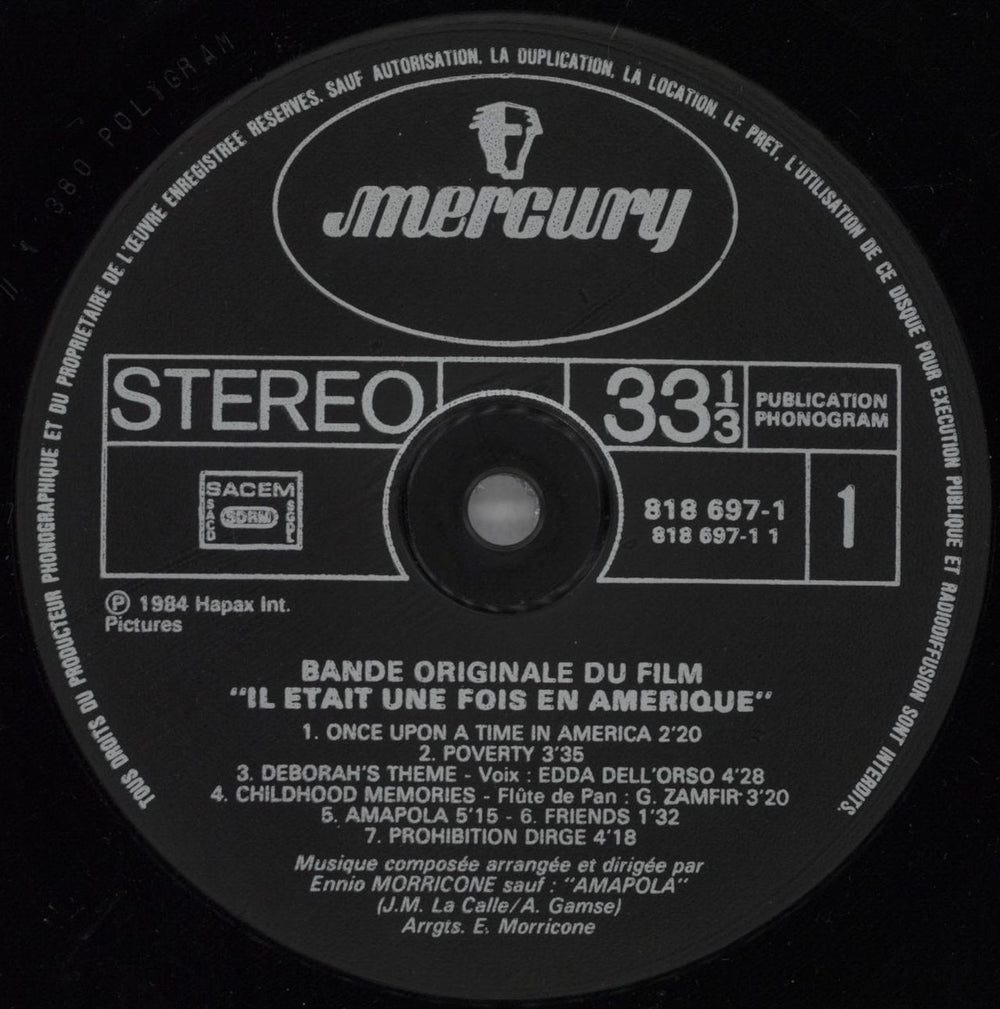 TOUS DROITS DU PRODUCTEUR PHONOGRAPHIQUE ET DU PROPRIETAIRE DE L'ŒUVRE ENREGISTREE RESERVES. SAUF AUTORISATION, LA DUPLICATION, LA LOCATION, LE PRET, L'UTILISATION DE CE DISQUE POUR EXECUTION PUBLIQUE ET RADIODIFFUSION SONT INTERDITS.
380 POLYGRAM
mercury
STEREO
33 1/3
PUBLICATION
PHONOGRAM
SACEM
SACD
SDRM
SGDL
818 697-1
818 697-1 1
1
℗ 1984 Hapax Int.
Pictures
BANDE ORIGINALE DU FILM
"IL ETAIT UNE FOIS EN AMERIQUE"
1. ONCE UPON A TIME IN AMERICA 2'20
2. POVERTY 3'35
3. DEBORAH'S THEME - Voix : EDDA DELL'ORSO 4'28
4. CHILDHOOD MEMORIES - Flûte de Pan : G. ZAMFIR 3'20
5. AMAPOLA 5'15 - 6. FRIENDS 1'32
7. PROHIBITION DIRGE 4'18
Musique composée arrangée et dirigée par
Ennio MORRICONE sauf : "AMAPOLA"
(J.M. La Calle/A. Gamse)
Arrgts. E. Morricone